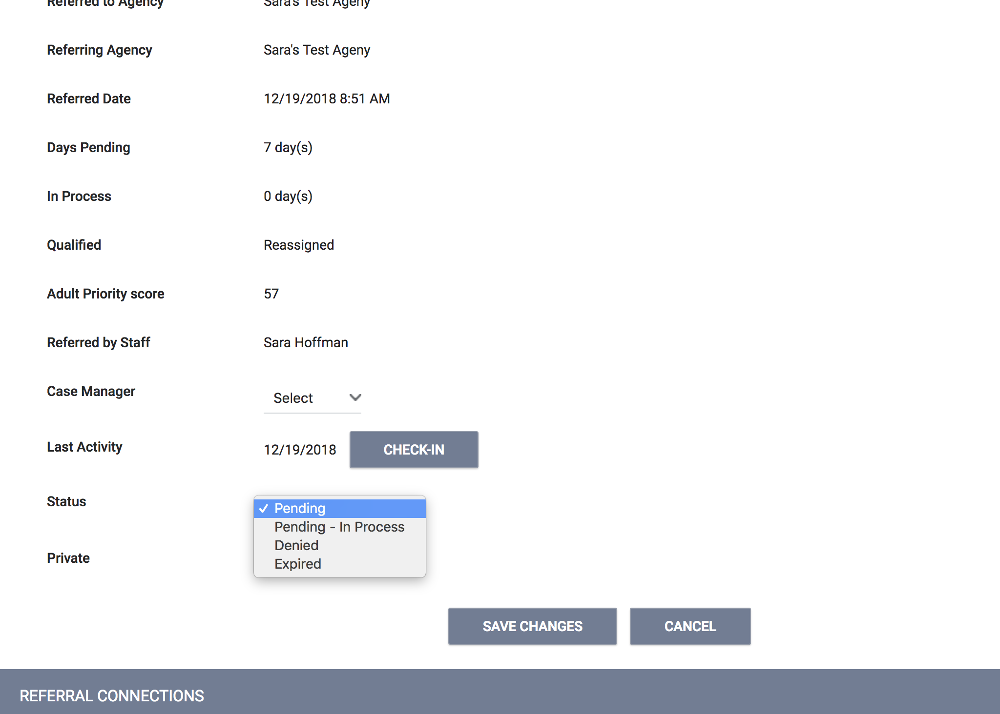 Referred to Agency Sara's Test Ageny
Referring Agency Sara's Test Ageny
Referred Date 12/19/2018 8:51 AM
Days Pending 7 day(s)
In Process 0 day(s)
Qualified Reassigned
Adult Priority score 57
Referred by Staff Sara Hoffman
Case Manager Select
Last Activity 12/19/2018 CHECK-IN
Status Pending
Pending - In Process
Denied
Private Expired
SAVE CHANGES CANCEL
REFERRAL CONNECTIONS